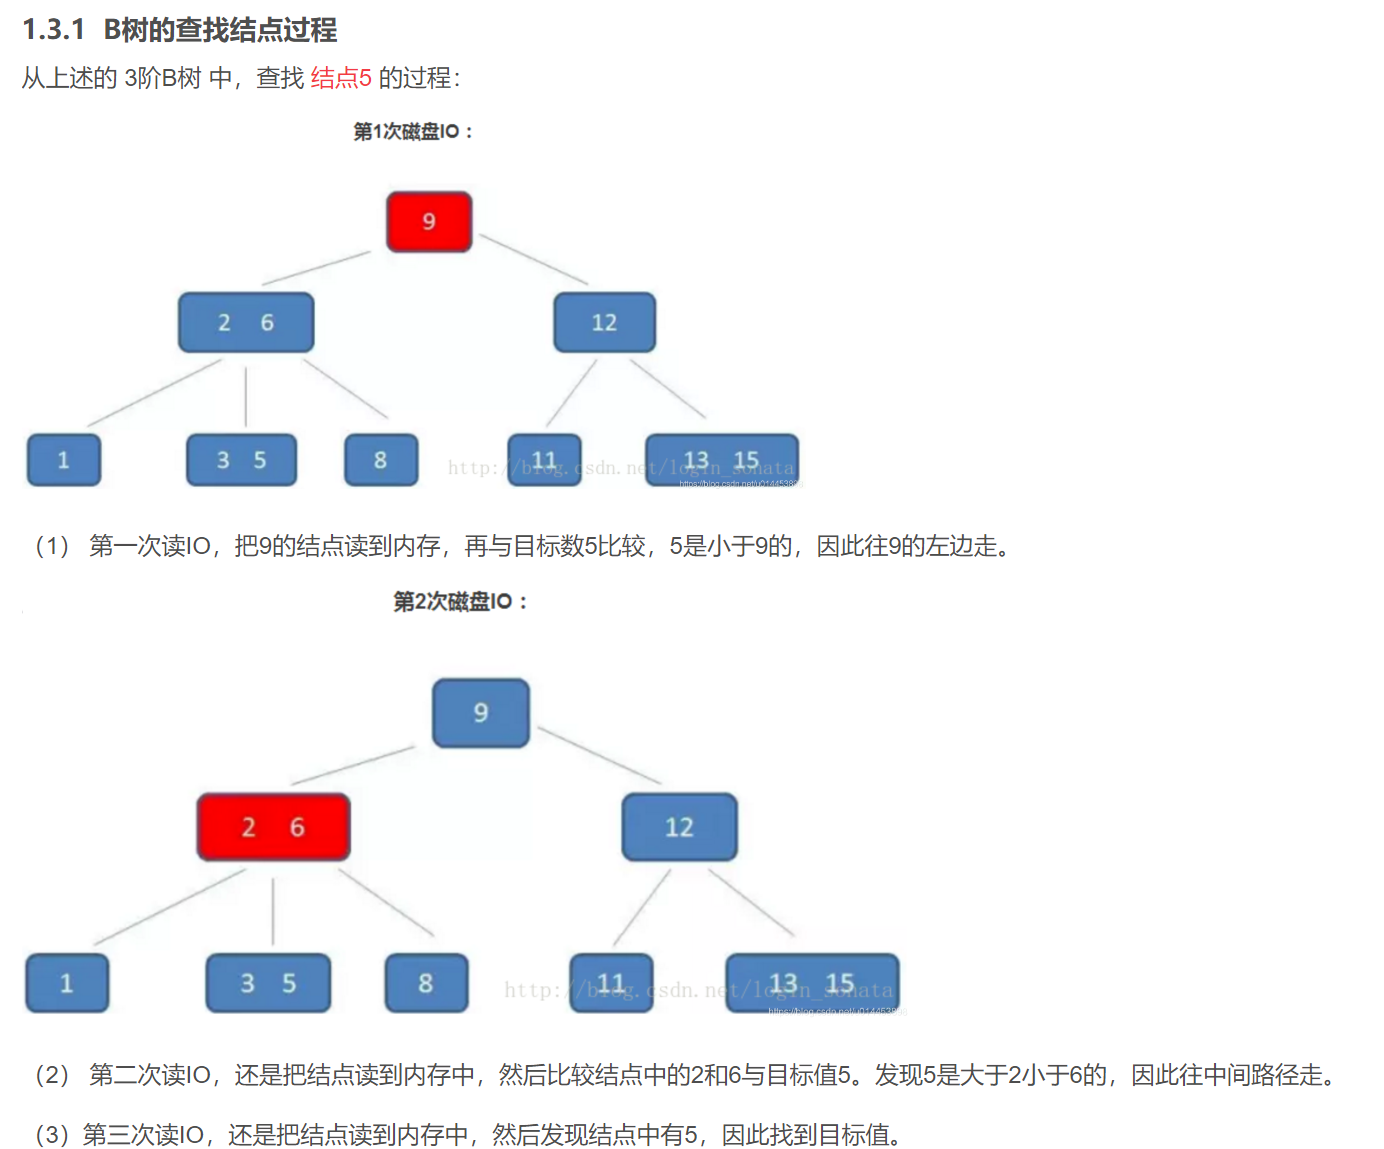 1.3.1 B树的查找结点过程
从上述的 3阶B树 中，查找 结点5 的过程：
第1次磁盘IO：
9
2 6
12
1
3 5
8
11
13 15
http://blog.csdn.net/login_sonata
（1） 第一次读IO，把9的结点读到内存，再与目标数5比较，5是小于9的，因此往9的左边走。
第2次磁盘IO：
9
2 6
12
1
3 5
8
11
13 15
http://blog.csdn.net/login_sonata
（2） 第二次读IO，还是把结点读到内存中，然后比较结点中的2和6与目标值5。发现5是大于2小于6的，因此往中间路径走。
（3）第三次读IO，还是把结点读到内存中，然后发现结点中有5，因此找到目标值。